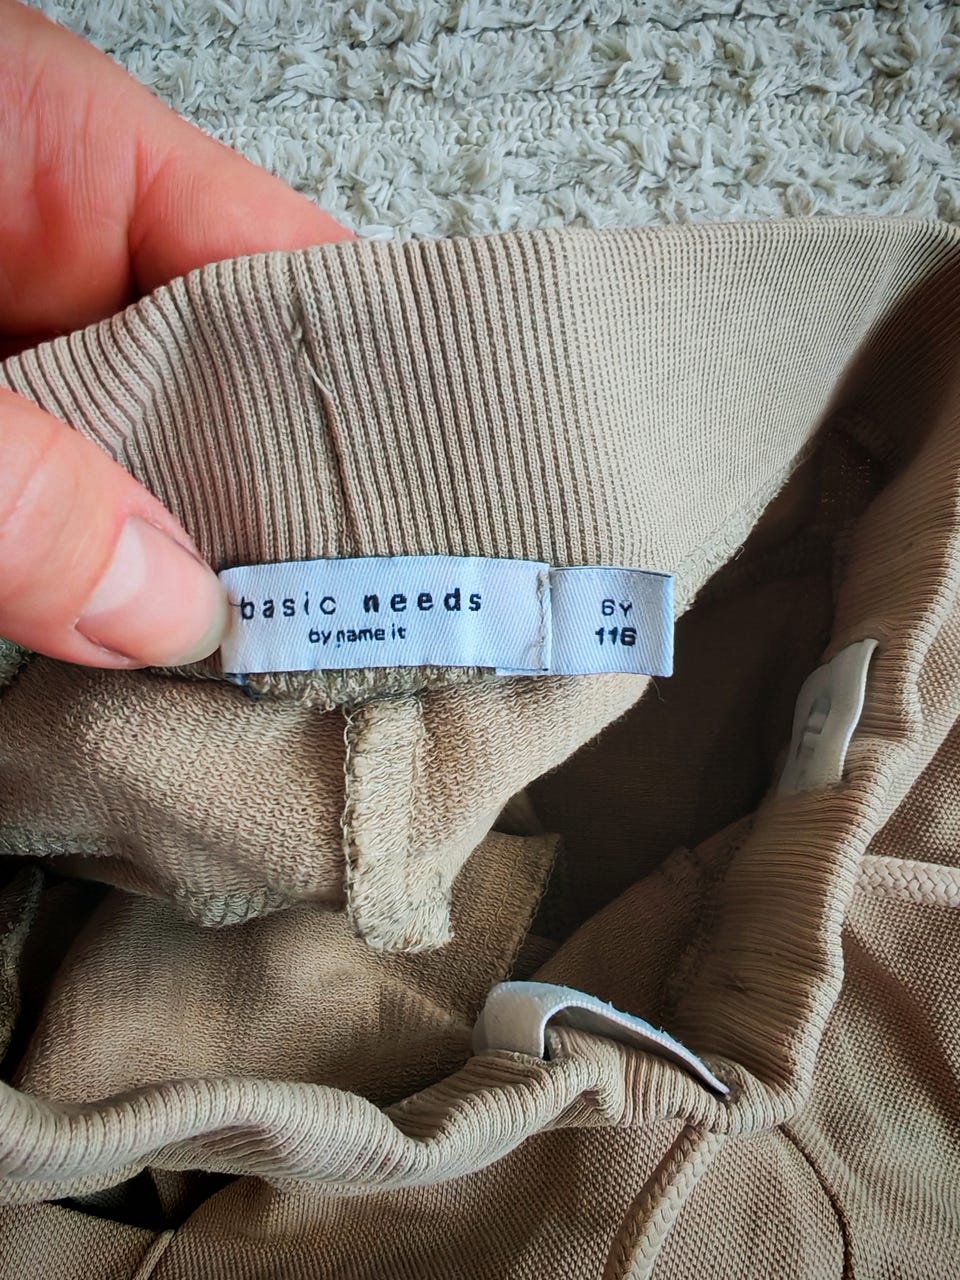 basic needs
by name it
6Y
116